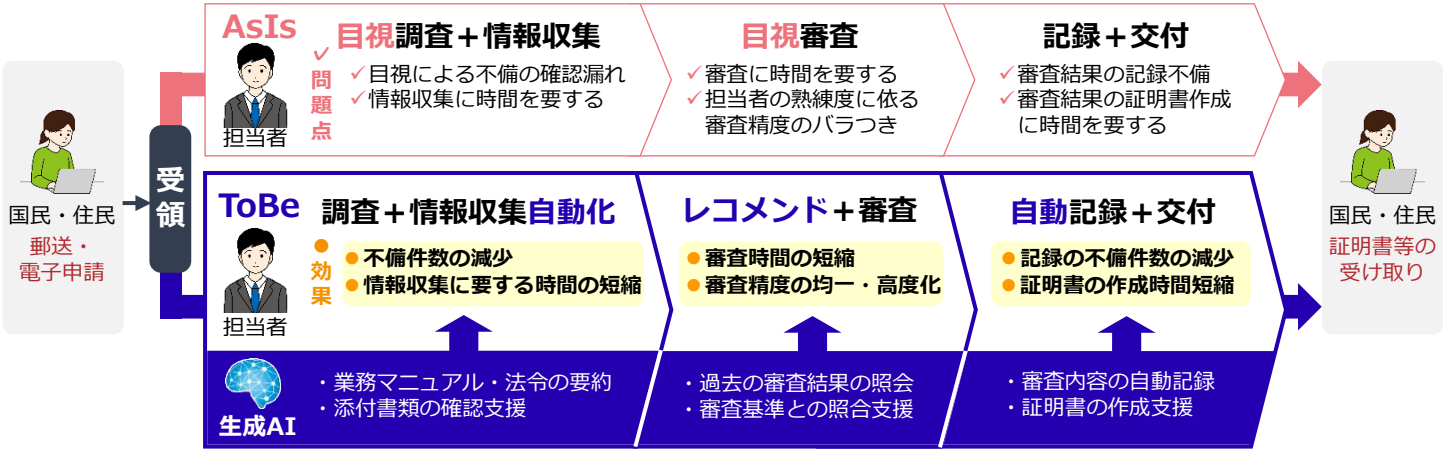 国民・住民
郵送・
電子申請
受領
AsIs
担当者
✓問題点
目視調査＋情報収集
✓目視による不備の確認漏れ
✓情報収集に時間を要する
目視審査
✓審査に時間を要する
✓担当者の熟練度に依る
審査精度のバラつき
記録＋交付
✓審査結果の記録不備
✓審査結果の証明書作成
に時間を要する
ToBe
担当者
●効果
調査＋情報収集自動化
●不備件数の減少
●情報収集に要する時間の短縮
レコメンド＋審査
●審査時間の短縮
●審査精度の均一・高度化
自動記録＋交付
●記録の不備件数の減少
●証明書の作成時間短縮
生成AI
・業務マニュアル・法令の要約
・添付書類の確認支援
・過去の審査結果の照会
・審査基準との照合支援
・審査内容の自動記録
・証明書の作成支援
国民・住民
証明書等の
受け取り